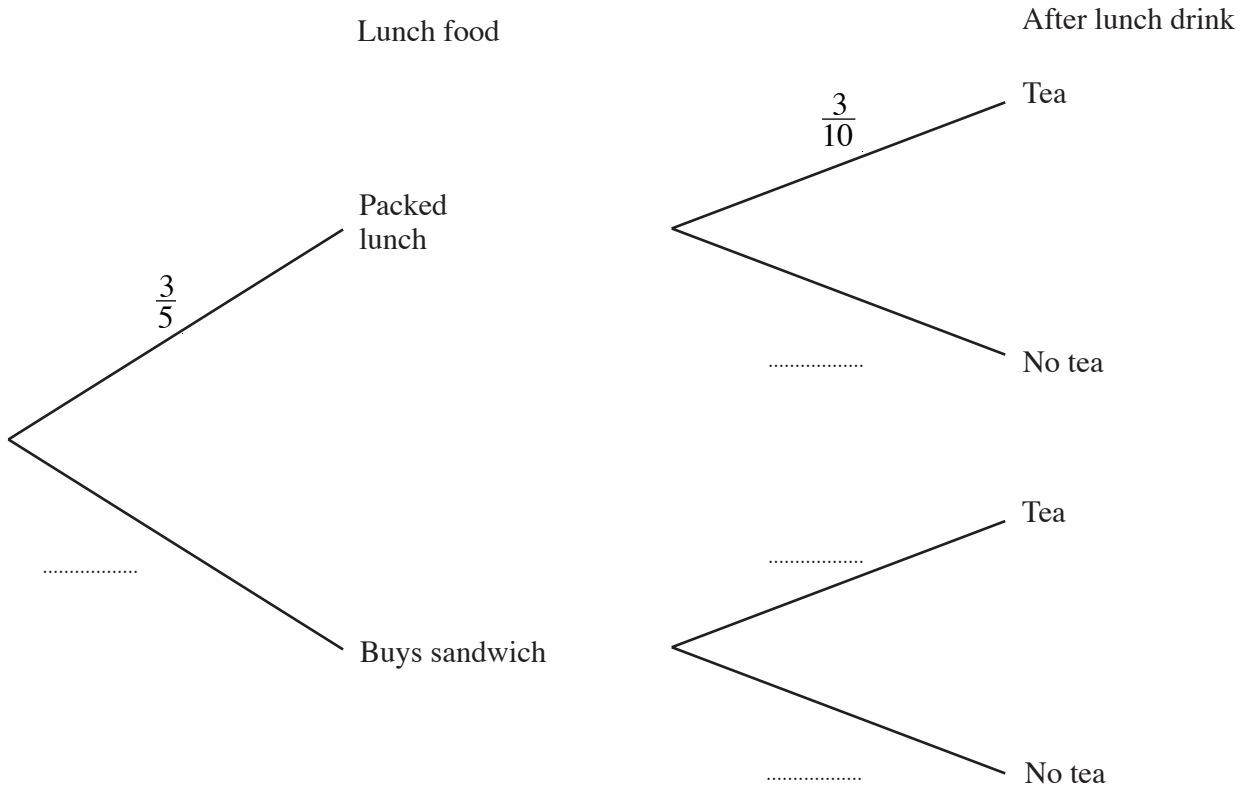 Lunch food
After lunch drink
3/10
Tea
Packed
lunch
3/5
..................
No tea
Tea
..................
..................
Buys sandwich
..................
No tea